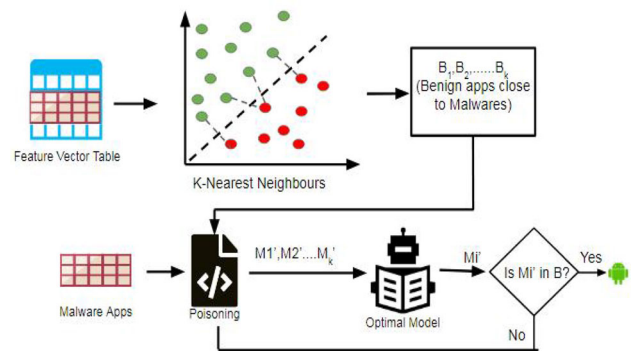 B1,B2,......Bk
(Benign apps close
to Malwares)
Feature Vector Table
K-Nearest Neighbours
M1',M2'....Mk'
Mi'
Is Mi' in B?
Yes
Malware Apps
</>
Poisoning
Optimal Model
No